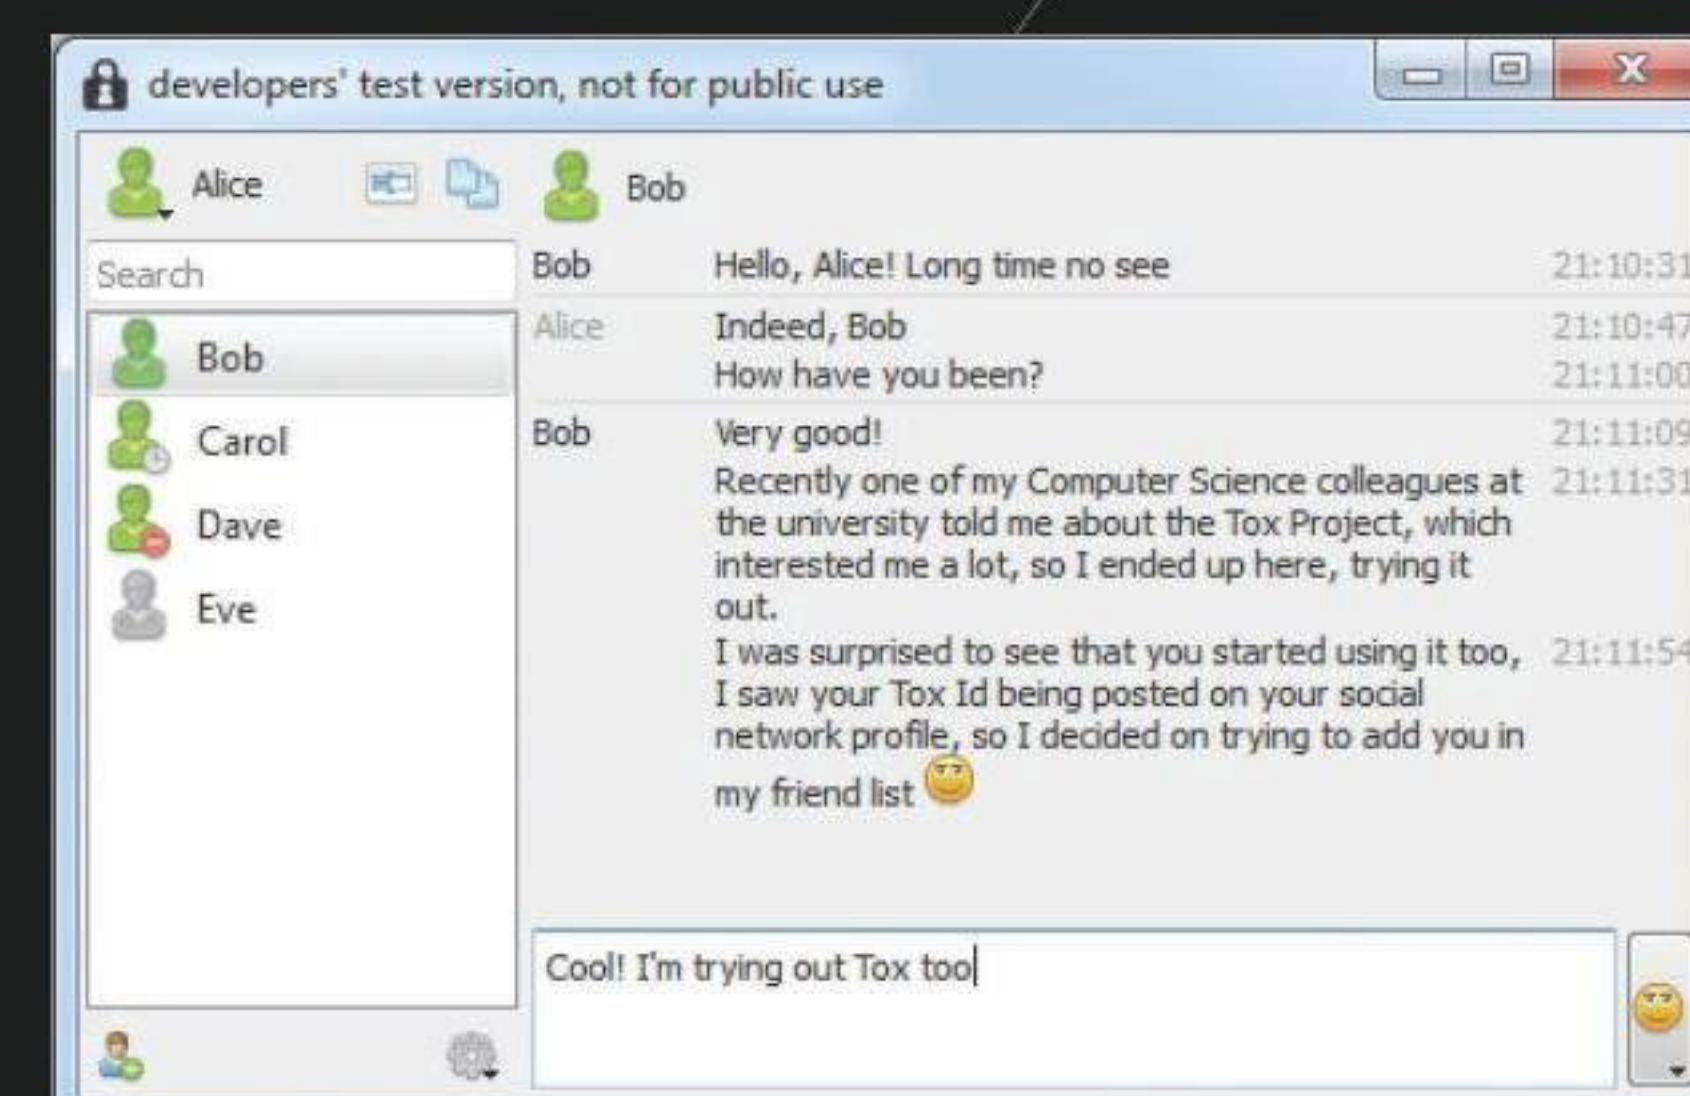 developers' test version, not for public use
Alice
Bob
Search
Bob
Carol
Dave
Eve
Bob Hello, Alice! Long time no see 21:10:31
Alice Indeed, Bob 21:10:47
How have you been? 21:11:00
Bob Very good! 21:11:09
Recently one of my Computer Science colleagues at 21:11:31
the university told me about the Tox Project, which
interested me a lot, so I ended up here, trying it
out.
I was surprised to see that you started using it too, 21:11:54
I saw your Tox Id being posted on your social
network profile, so I decided on trying to add you in
my friend list
Cool! I'm trying out Tox too